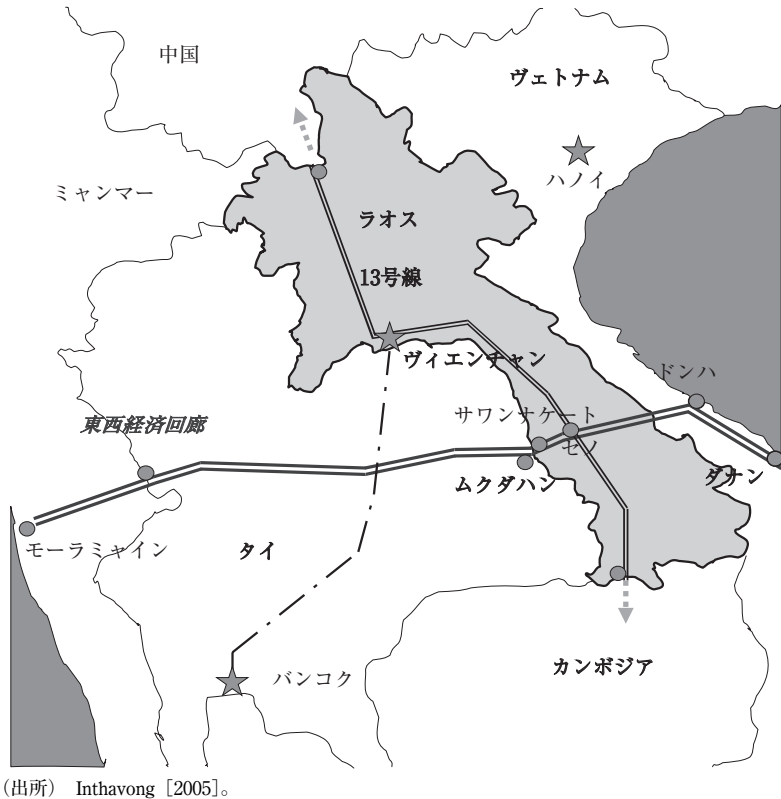 中国
ヴェトナム
ハノイ
ミャンマー
ラオス
13号線
ヴィエンチャン
ドンハ
サワンナケート
東西経済回廊
セノ
ムクダハン
ダナン
モーラミャイン
タイ
カンボジア
バンコク
(出所) Inthavong［2005］。